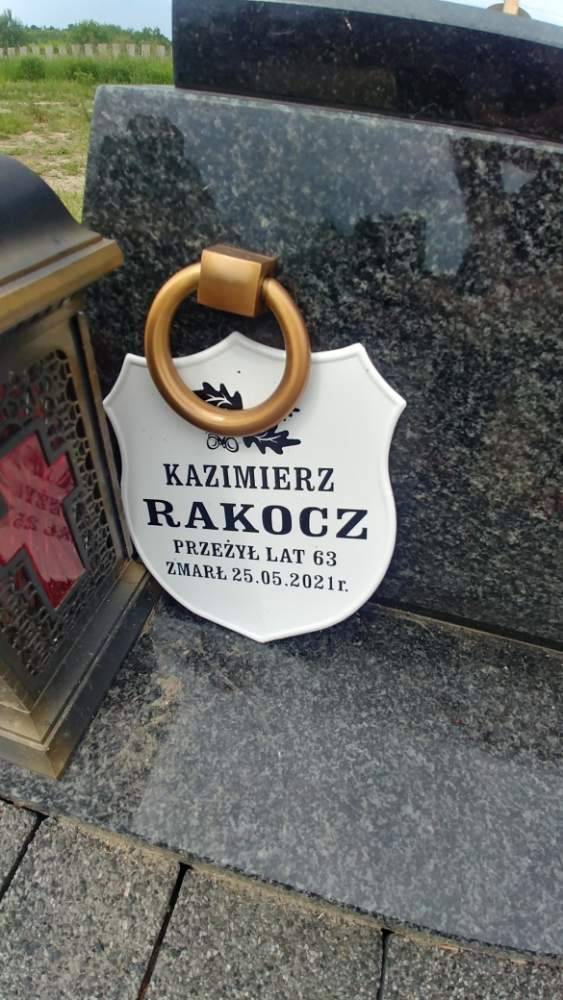 KAZIMIERZ
RAKOCZ
PRZEŻYŁ LAT 63
ZMARŁ 25.05.2021r.